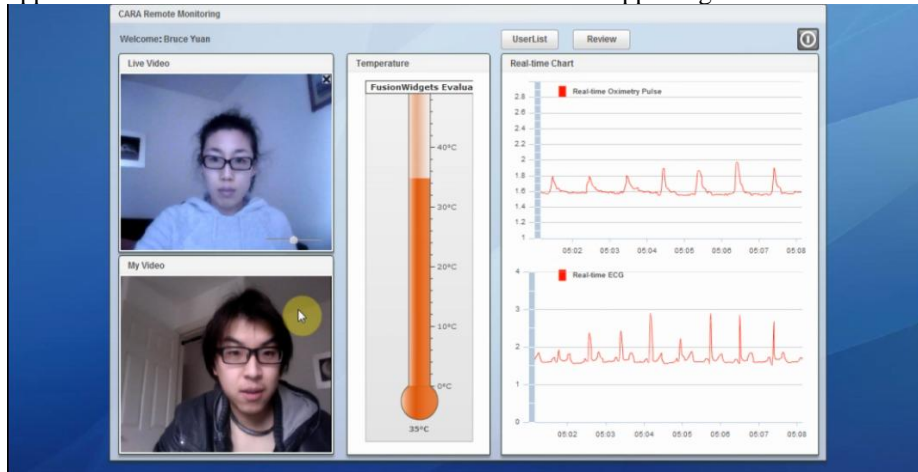 CARA Remote Monitoring
Welcome: Bruce Yuan
UserList
Review
Live Video
My Video
Temperature
FusionWidgets Evalua
40°C
30°C
20°C
10°C
0°C
35°C
Real-time Chart
Real-time Oximetry Pulse
2.8
2.6
2.4
2.2
2
1.8
1.6
1.4
1.2
1
05:02 05:03 05:04 05:05 05:06 05:07 05:08
Real-time ECG
4
3
2
1
0
05:02 05:03 05:04 05:05 05:06 05:07 05:08